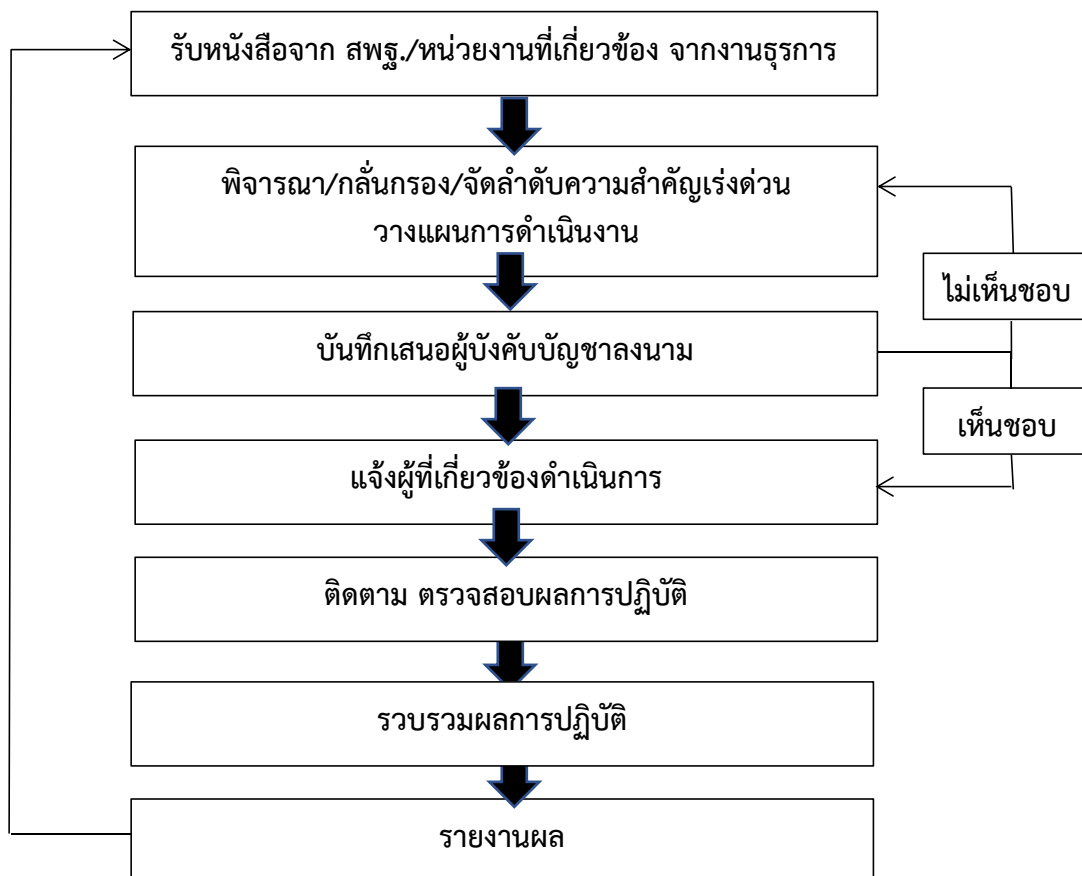 รับหนังสือจาก สพฐ./หน่วยงานที่เกี่ยวข้อง จากงานธุรการ
พิจารณา/กลั่นกรอง/จัดลำดับความสำคัญเร่งด่วน
วางแผนการดำเนินงาน
ไม่เห็นชอบ
บันทึกเสนอผู้บังคับบัญชาลงนาม
เห็นชอบ
แจ้งผู้ที่เกี่ยวข้องดำเนินการ
ติดตาม ตรวจสอบผลการปฏิบัติ
รวบรวมผลการปฏิบัติ
รายงานผล